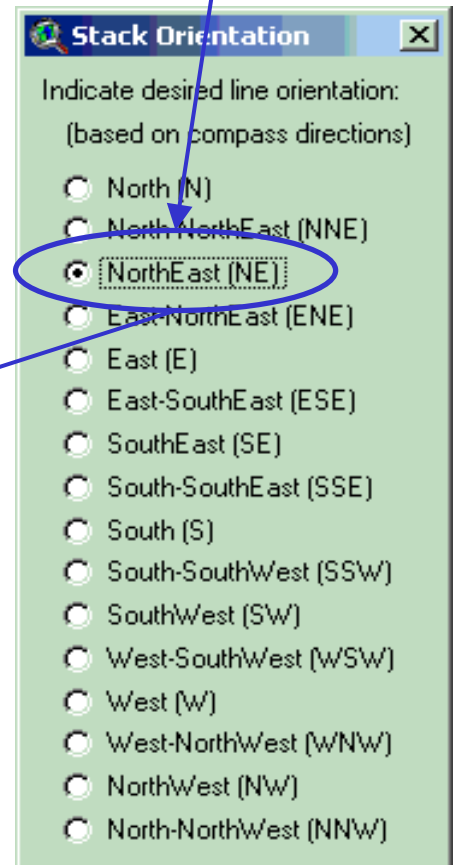 Stack Orientation
Indicate desired line orientation:
(based on compass directions)
North (N)
North-NorthEast (NNE)
NorthEast (NE)
East-NorthEast (ENE)
East (E)
East-SouthEast (ESE)
SouthEast (SE)
South-SouthEast (SSE)
South (S)
South-SouthWest (SSW)
SouthWest (SW)
West-SouthWest (WSW)
West (W)
West-NorthWest (WNW)
NorthWest (NW)
North-NorthWest (NNW)